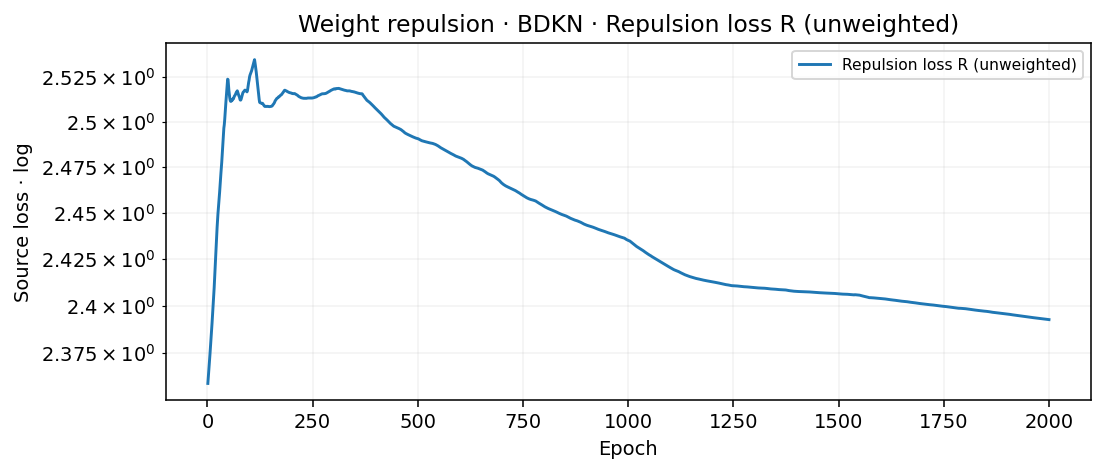 Weight repulsion · BDKN · Repulsion loss R (unweighted)
Repulsion loss R (unweighted)
Source loss · log
2.525 × 10⁰
2.5 × 10⁰
2.475 × 10⁰
2.45 × 10⁰
2.425 × 10⁰
2.4 × 10⁰
2.375 × 10⁰
0 250 500 750 1000 1250 1500 1750 2000
Epoch